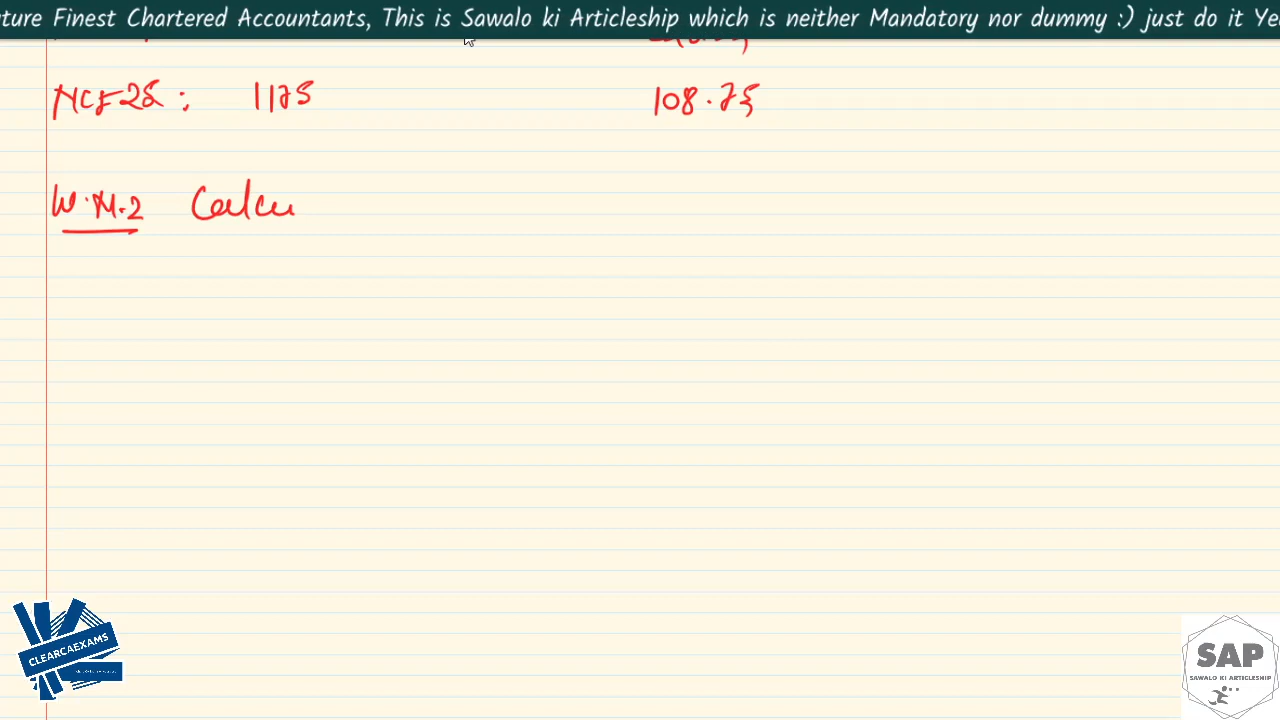 ture Finest Chartered Accountants, This is Sawalo ki Articleship which is neither Mandatory nor dummy :) just do it Ye
NCF25 : 1175 108.75
W.N.2 Calcu
CLEARCAEXAMS
SAP
SAWALO KI ARTICLESHIP